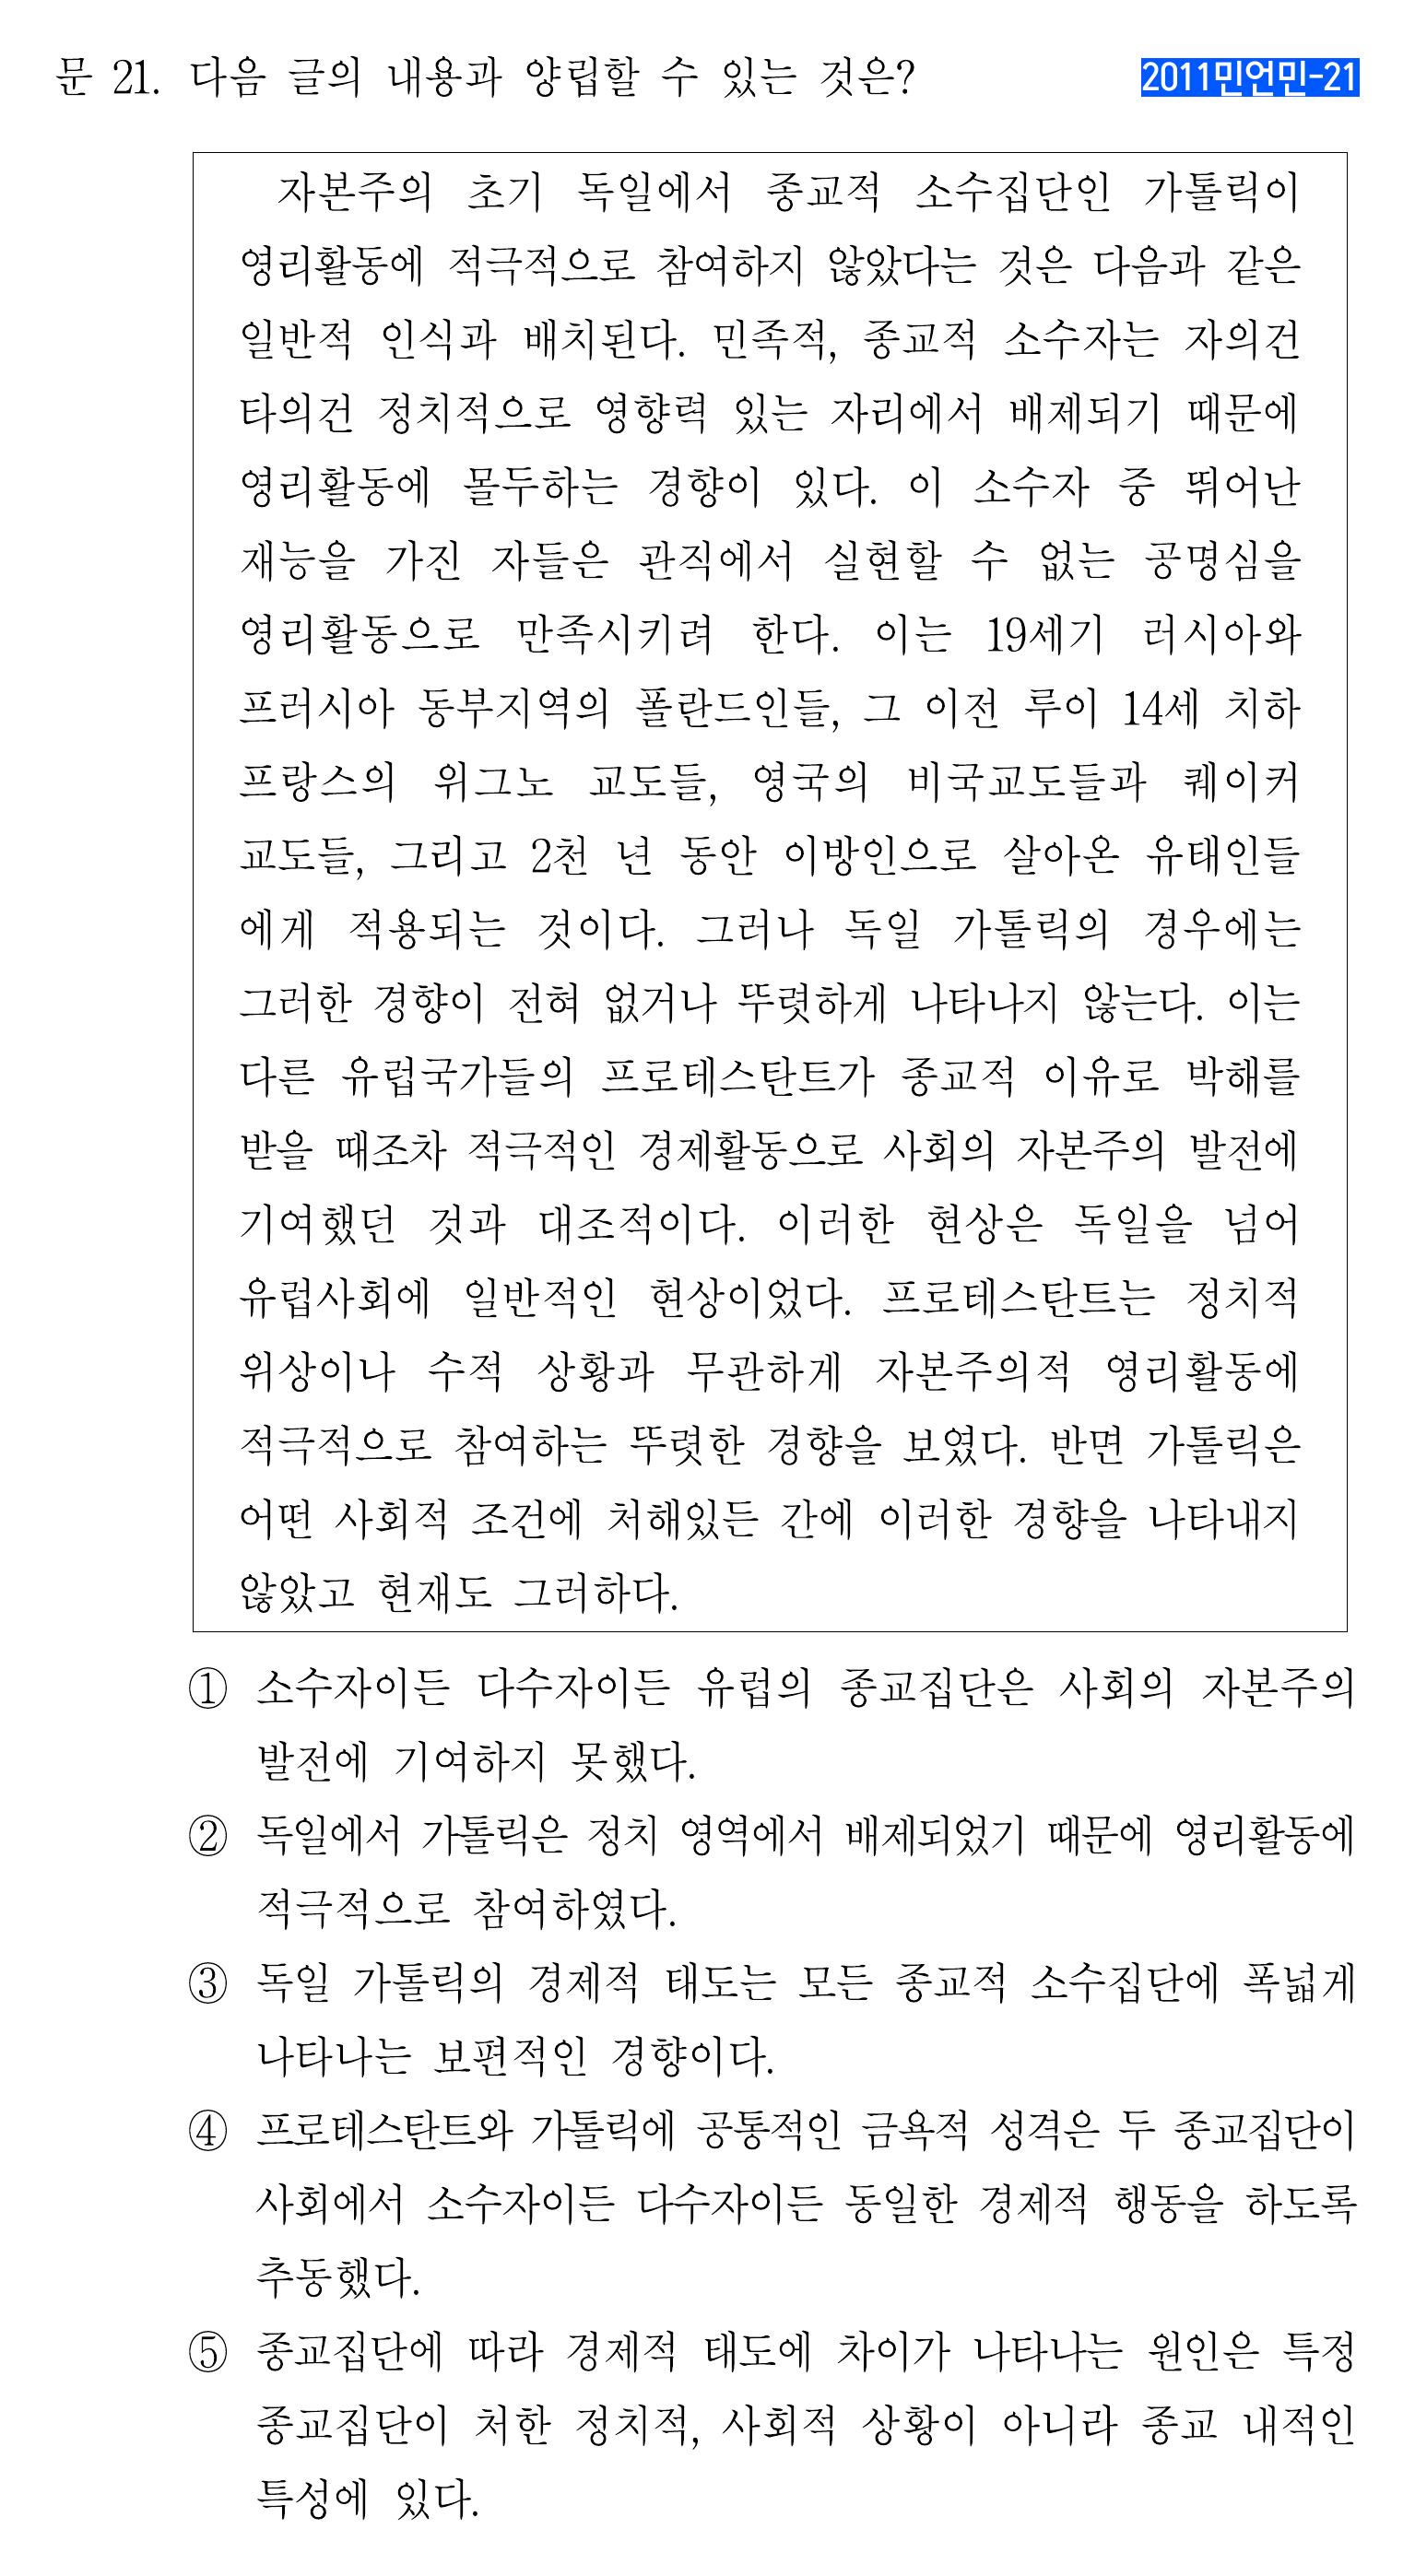 문 21. 다음 글의 내용과 양립할 수 있는 것은?
2011민언민-21
자본주의 초기 독일에서 종교적 소수집단인 가톨릭이
영리활동에 적극적으로 참여하지 않았다는 것은 다음과 같은
일반적 인식과 배치된다. 민족적, 종교적 소수자는 자의건
타의건 정치적으로 영향력 있는 자리에서 배제되기 때문에
영리활동에 몰두하는 경향이 있다. 이 소수자 중 뛰어난
재능을 가진 자들은 관직에서 실현할 수 없는 공명심을
영리활동으로 만족시키려 한다. 이는 19세기 러시아와
프러시아 동부지역의 폴란드인들, 그 이전 루이 14세 치하
프랑스의 위그노 교도들, 영국의 비국교도들과 퀘이커
교도들, 그리고 2천 년 동안 이방인으로 살아온 유태인들
에게 적용되는 것이다. 그러나 독일 가톨릭의 경우에는
그러한 경향이 전혀 없거나 뚜렷하게 나타나지 않는다. 이는
다른 유럽국가들의 프로테스탄트가 종교적 이유로 박해를
받을 때조차 적극적인 경제활동으로 사회의 자본주의 발전에
기여했던 것과 대조적이다. 이러한 현상은 독일을 넘어
유럽사회에 일반적인 현상이었다. 프로테스탄트는 정치적
위상이나 수적 상황과 무관하게 자본주의적 영리활동에
적극적으로 참여하는 뚜렷한 경향을 보였다. 반면 가톨릭은
어떤 사회적 조건에 처해있든 간에 이러한 경향을 나타내지
않았고 현재도 그러하다.
① 소수자이든 다수자이든 유럽의 종교집단은 사회의 자본주의
발전에 기여하지 못했다.
② 독일에서 가톨릭은 정치 영역에서 배제되었기 때문에 영리활동에
적극적으로 참여하였다.
③ 독일 가톨릭의 경제적 태도는 모든 종교적 소수집단에 폭넓게
나타나는 보편적인 경향이다.
④ 프로테스탄트와 가톨릭에 공통적인 금욕적 성격은 두 종교집단이
사회에서 소수자이든 다수자이든 동일한 경제적 행동을 하도록
추동했다.
⑤ 종교집단에 따라 경제적 태도에 차이가 나타나는 원인은 특정
종교집단이 처한 정치적, 사회적 상황이 아니라 종교 내적인
특성에 있다.